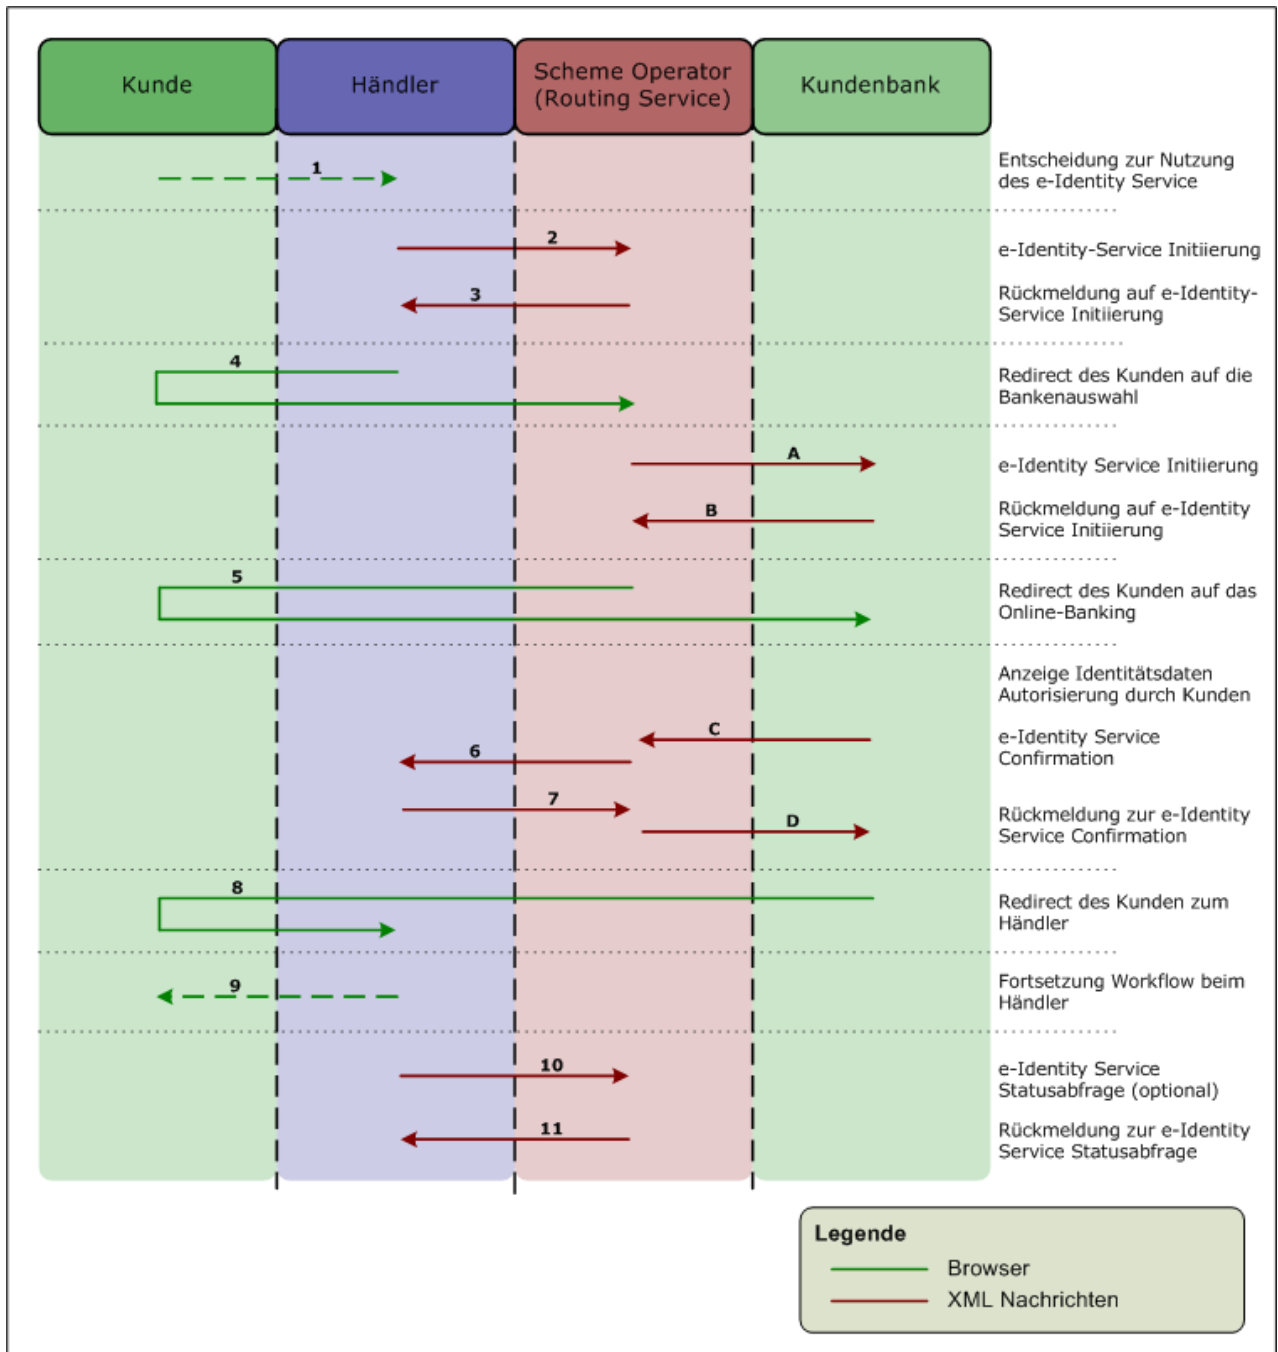 Kunde
Händler
Scheme Operator
(Routing Service)
Kundenbank
1
Entscheidung zur Nutzung
des e-Identity Service
2
e-Identity-Service Initiierung
3
Rückmeldung auf e-Identity-
Service Initiierung
4
Redirect des Kunden auf die
Bankenauswahl
A
e-Identity Service Initiierung
B
Rückmeldung auf e-Identity
Service Initiierung
5
Redirect des Kunden auf das
Online-Banking
Anzeige Identitätsdaten
Autorisierung durch Kunden
C
6
e-Identity Service
Confirmation
7
D
Rückmeldung zur e-Identity
Service Confirmation
8
Redirect des Kunden zum
Händler
9
Fortsetzung Workflow beim
Händler
10
e-Identity Service
Statusabfrage (optional)
11
Rückmeldung zur e-Identity
Service Statusabfrage
Legende
Browser
XML Nachrichten